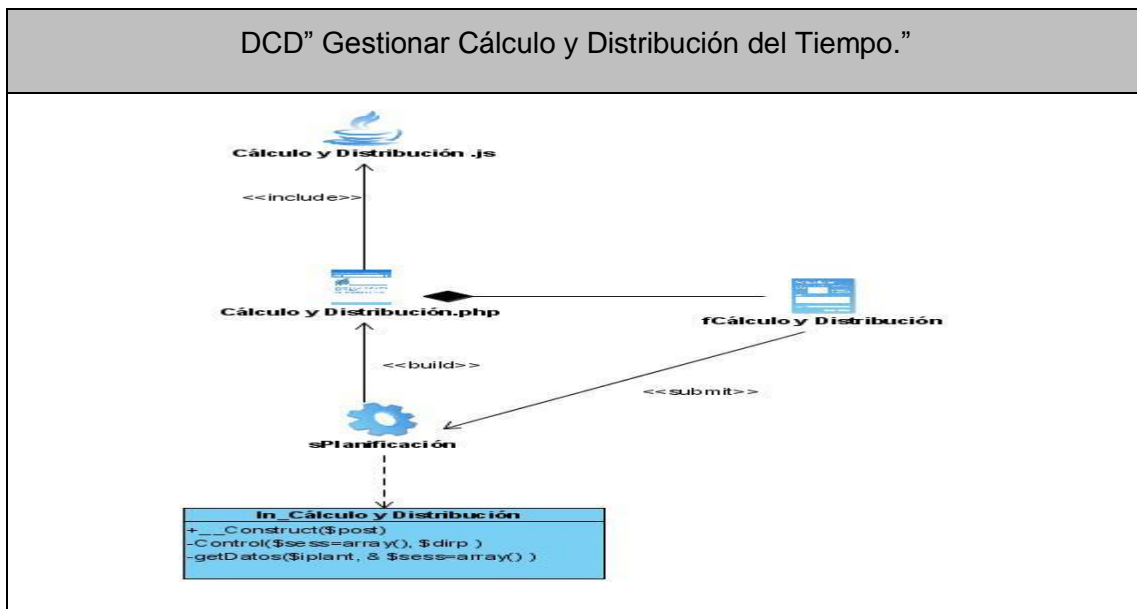 DCD” Gestionar Cálculo y Distribución del Tiempo.”
Cálculo y Distribución .js
<<include>>
Cálculo y Distribución.php
fCálculo y Distribución
<<build>>
<<submit>>
sPlanificación
In_Cálculo y Distribución
+__Construct($post)
-Control($sess=array(), $dirp )
-getDatos($iplant, & $sess=array() )